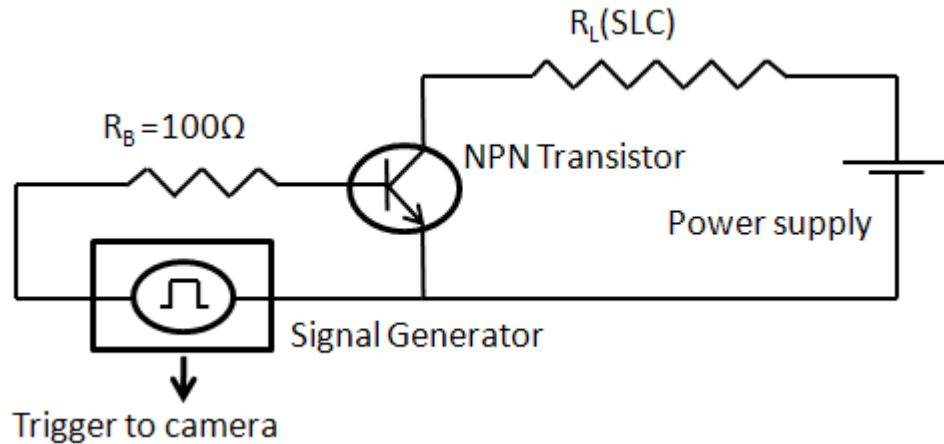 R_L(SLC)
R_B=100Ω
NPN Transistor
Power supply
Signal Generator
Trigger to camera